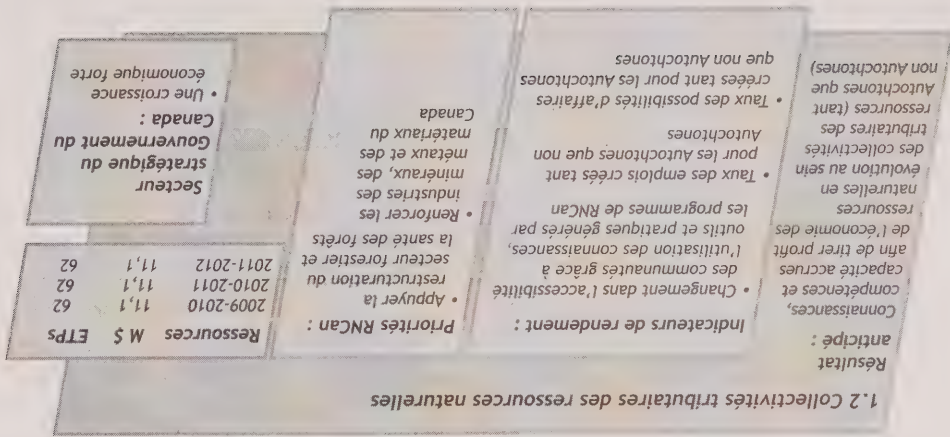 1.2 Collectivités tributaires des ressources naturelles
Résultat
anticipé :
Connaissances,
compétences et
capacité accrues
afin de tirer profit
de l'économie des
ressources
naturelles en
évolution au sein
des collectivités
tributaires des
ressources (tant
Autochtones que
non Autochtones)
Indicateurs de rendement :
• Changement dans l'accessibilité
des communautés grâce à
l'utilisation des connaissances,
outils et pratiques générés par
les programmes de RNCan
• Taux des emplois créés tant
pour les Autochtones que non
Autochtones
• Taux des possibilités d'affaires
créées tant pour les Autochtones
que non Autochtones
Priorités RNCan :
• Appuyer la
restructuration du
secteur forestier et
la santé des forêts
• Renforcer les
industries des
minéraux, des
métaux et des
matériaux du
Canada
Ressources M $ ETPs
2009-2010 11,1 62
2010-2011 11,1 62
2011-2012 11,1 62
Secteur
stratégique du
Gouvernement du
Canada :
• Une croissance
économique forte